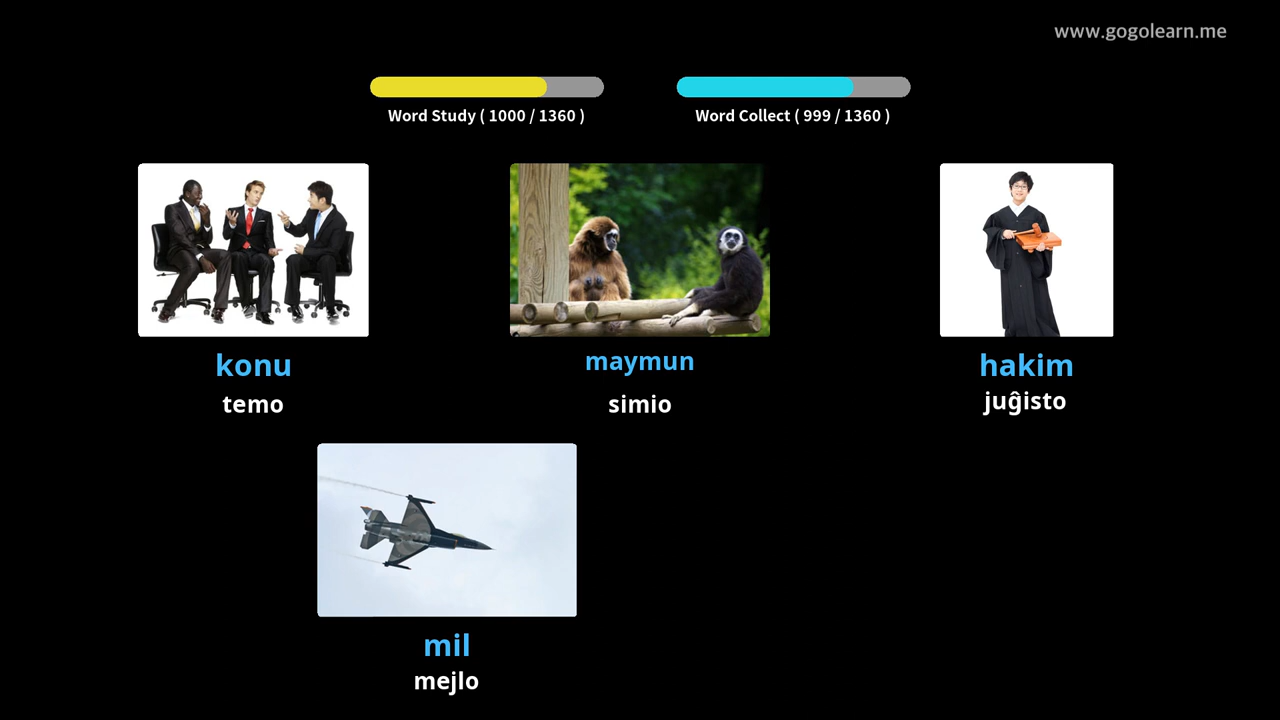 www.gogolearn.me
Word Study ( 1000 / 1360 )
Word Collect ( 999 / 1360 )
konu
temo
maymun
simio
hakim
juĝisto
mil
mejlo